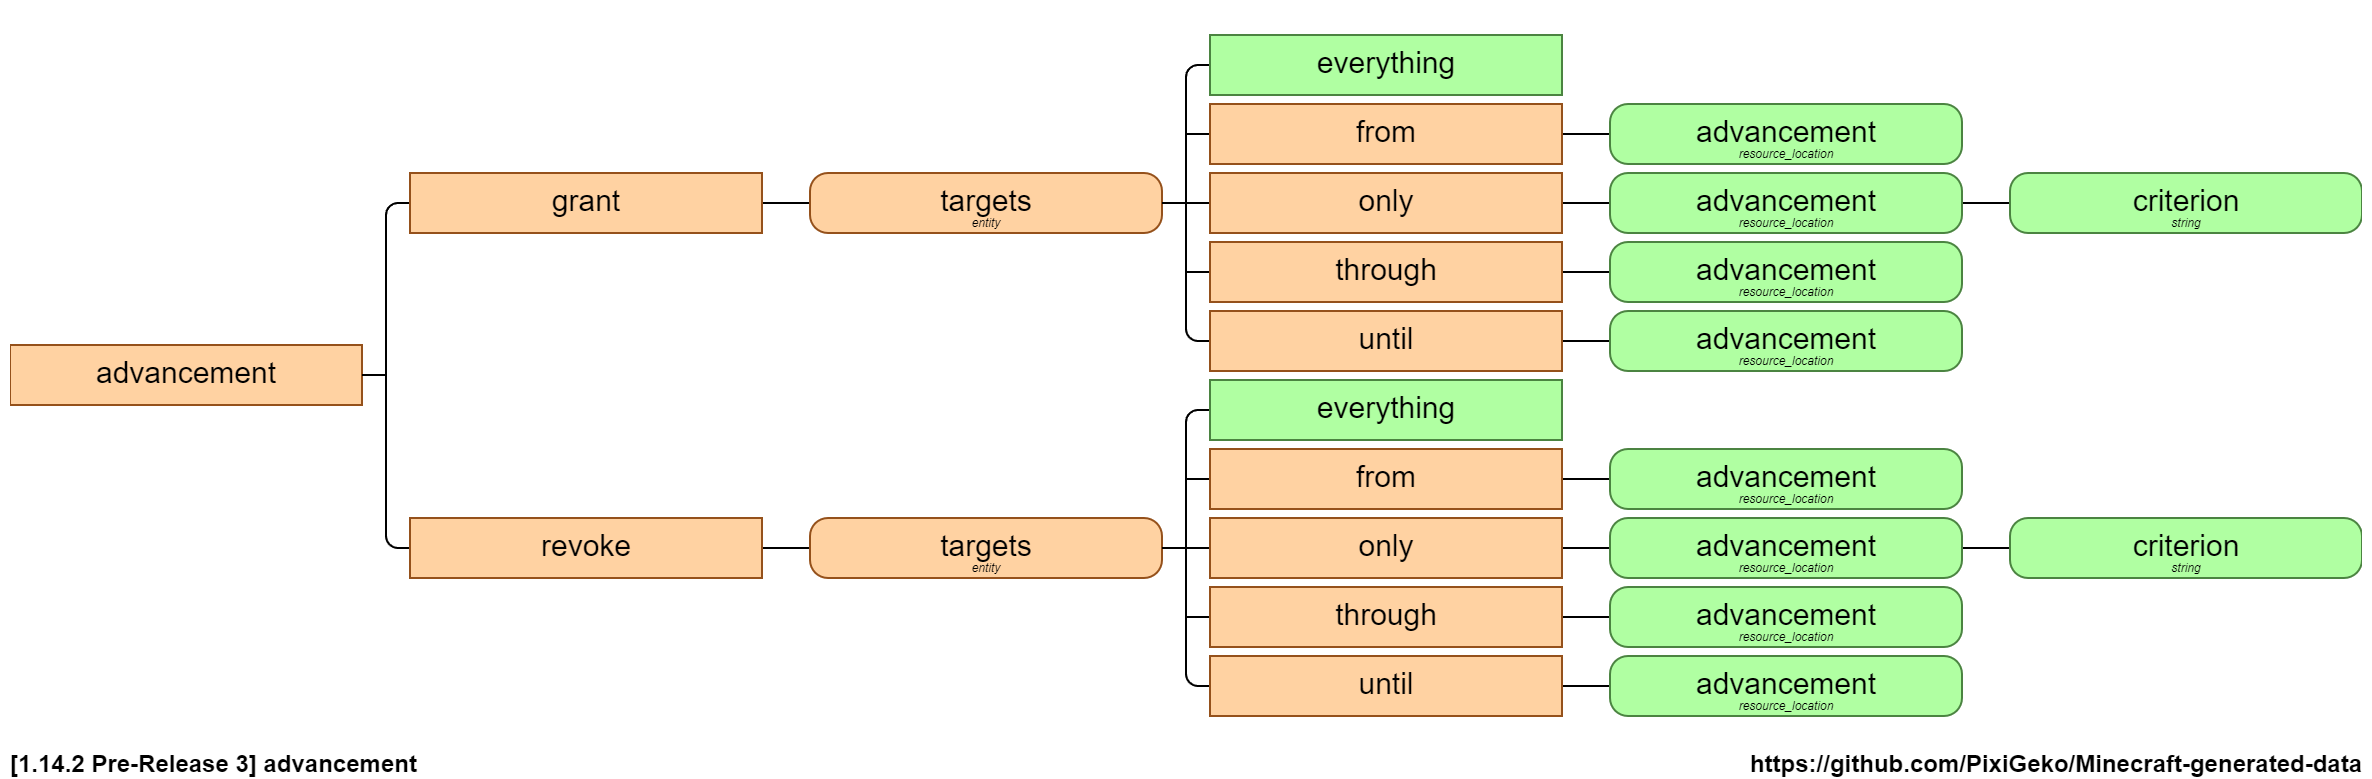 everything
from
advancement
resource_location
grant
targets
entity
only
advancement
resource_location
criterion
string
through
advancement
resource_location
until
advancement
resource_location
advancement
everything
from
advancement
resource_location
revoke
targets
entity
only
advancement
resource_location
criterion
string
through
advancement
resource_location
until
advancement
resource_location
[1.14.2 Pre-Release 3] advancement
https://github.com/PixiGeko/Minecraft-generated-data